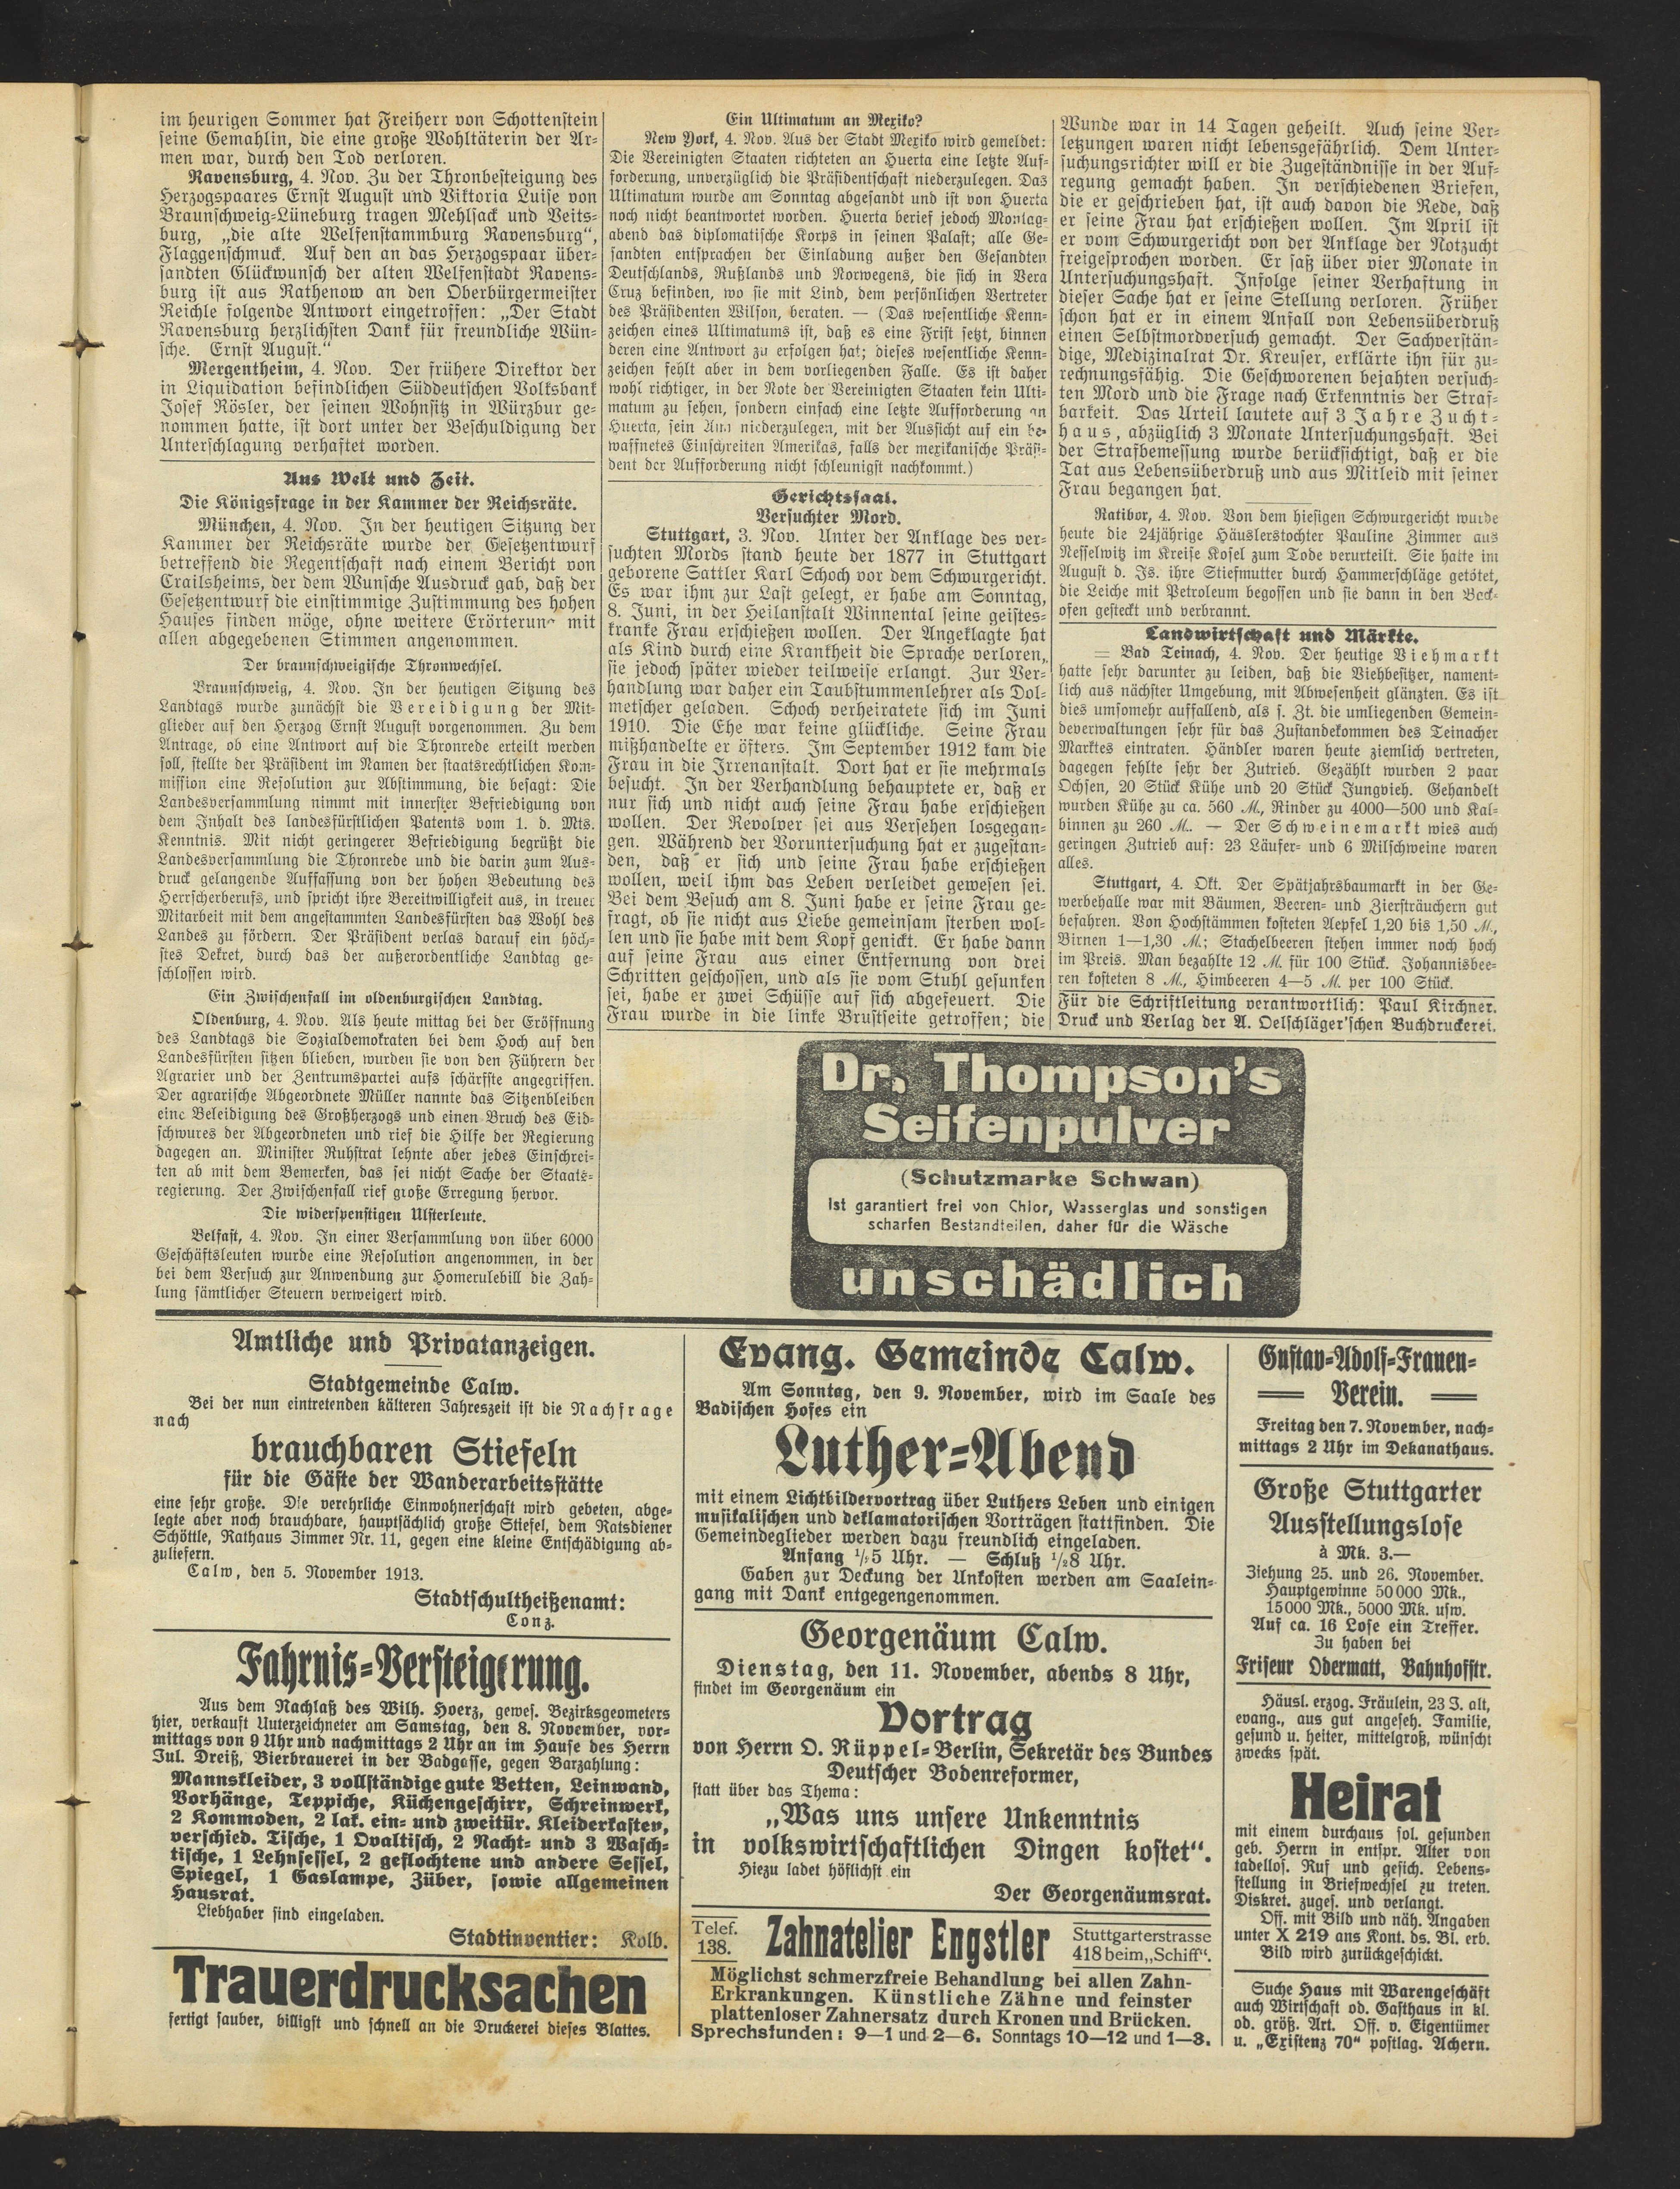 im heurigen Sommer hat Freiherr von Schottenstein
seine Gemahlin, die eine große Wohltäterin der Ar-
men war, durch den Tod verloren.
Ravensburg, 4. Nov. Zu der Thronbesteigung des
Herzogspaares Ernst August und Viktoria Luise von
Braunschweig-Lüneburg tragen Mehlsack und Veits-
burg, „die alte Welfenstammburg Ravensburg“,
Flaggenschmuck. Auf den an das Herzogspaar über-
sandten Glückwunsch der alten Welfenstadt Ravens-
burg ist aus Rathenow an den Oberbürgermeister
Reichle folgende Antwort eingetroffen: „Der Stadt
Ravensburg herzlichsten Dank für freundliche Wün-
sche. Ernst August.“
Mergentheim, 4. Nov. Der frühere Direktor der
in Liquidation befindlichen Süddeutschen Volksbank
Josef Rösler, der seinen Wohnsitz in Würzbur ge-
nommen hatte, ist dort unter der Beschuldigung der
Unterschlagung verhaftet worden.
Aus Welt und Zeit.
Die Königsfrage in der Kammer der Reichsräte.
München, 4. Nov. In der heutigen Sitzung der
Kammer der Reichsräte wurde der Gesetzentwurf
betreffend die Regentschaft nach einem Bericht von
Crailsheims, der dem Wunsche Ausdruck gab, daß der
Gesetzentwurf die einstimmige Zustimmung des hohen
Hauses finden möge, ohne weitere Erörterung mit
allen abgegebenen Stimmen angenommen.
Der braunschweigische Thronwechsel.
Braunschweig, 4. Nov. In der heutigen Sitzung des
Landtags wurde zunächst die Vereidigung der Mit-
glieder auf den Herzog Ernst August vorgenommen. Zu dem
Antrage, ob eine Antwort auf die Thronrede erteilt werden
soll, stellte der Präsident im Namen der staatsrechtlichen Kom-
mission eine Resolution zur Abstimmung, die besagt: Die
Landesversammlung nimmt mit innerster Befriedigung von
dem Inhalt des landesfürstlichen Patents vom 1. d. Mts.
Kenntnis. Mit nicht geringerer Befriedigung begrüßt die
Landesversammlung die Thronrede und die darin zum Aus-
druck gelangende Auffassung von der hohen Bedeutung des
Herrscherberufs, und spricht ihre Bereitwilligkeit aus, in treuer
Mitarbeit mit dem angestammten Landesfürsten das Wohl des
Landes zu fördern. Der Präsident verlas darauf ein höch-
stes Dekret, durch das der außerordentliche Landtag ge-
schlossen wird.
Ein Zwischenfall im oldenburgischen Landtag.
Oldenburg, 4. Nov. Als heute mittag bei der Eröffnung
des Landtags die Sozialdemokraten bei dem Hoch auf den
Landesfürsten sitzen blieben, wurden sie von den Führern der
Agrarier und der Zentrumspartei aufs schärfste angegriffen.
Der agrarische Abgeordnete Müller nannte das Sitzenbleiben
eine Beleidigung des Großherzogs und einen Bruch des Eid-
schwures der Abgeordneten und rief die Hilfe der Regierung
dagegen an. Minister Ruhstrat lehnte aber jedes Einschrei-
ten ab mit dem Bemerken, das sei nicht Sache der Staats-
regierung. Der Zwischenfall rief große Erregung hervor.
Die widerspenstigen Ulsterleute.
Belfast, 4. Nov. In einer Versammlung von über 6000
Geschäftsleuten wurde eine Resolution angenommen, in der
bei dem Versuch zur Anwendung zur Homerulebill die Zah-
lung sämtlicher Steuern verweigert wird.
Ein Ultimatum an Mexiko?
New York, 4. Nov. Aus der Stadt Mexiko wird gemeldet:
Die Vereinigten Staaten richteten an Huerta eine letzte Auf-
forderung, unverzüglich die Präsidentschaft niederzulegen. Das
Ultimatum wurde am Sonntag abgesandt und ist von Huerta
noch nicht beantwortet worden. Huerta berief jedoch Montag-
abend das diplomatische Korps in seinen Palast; alle Ge-
sandten entsprachen der Einladung außer den Gesandten
Deutschlands, Rußlands und Norwegens, die sich in Vera
Cruz befinden, wo sie mit Lind, dem persönlichen Vertreter
des Präsidenten Wilson, beraten. — (Das wesentliche Kenn-
zeichen eines Ultimatums ist, daß es eine Frist setzt, binnen
deren eine Antwort zu erfolgen hat; dieses wesentliche Kenn-
zeichen fehlt aber in dem vorliegenden Falle. Es ist daher
wohl richtiger, in der Note der Vereinigten Staaten kein Ulti-
matum zu sehen, sondern einfach eine letzte Aufforderung an
Huerta, sein Amt niederzulegen, mit der Aussicht auf ein be-
waffnetes Einschreiten Amerikas, falls der mexikanische Präsi-
dent der Aufforderung nicht schleunigst nachkommt.)
Gerichtssaal.
Versuchter Mord.
Stuttgart, 3. Nov. Unter der Anklage des ver-
suchten Mords stand heute der 1877 in Stuttgart
geborene Sattler Karl Schoch vor dem Schwurgericht.
Es war ihm zur Last gelegt, er habe am Sonntag,
8. Juni, in der Heilanstalt Winnental seine geistes-
kranke Frau erschießen wollen. Der Angeklagte hat
als Kind durch eine Krankheit die Sprache verloren,
sie jedoch später wieder teilweise erlangt. Zur Ver-
handlung war daher ein Taubstummenlehrer als Dol-
metscher geladen. Schoch verheiratete sich im Juni
1910. Die Ehe war keine glückliche. Seine Frau
mißhandelte er öfters. Im September 1912 kam die
Frau in die Irrenanstalt. Dort hat er sie mehrmals
besucht. In der Verhandlung behauptete er, daß er
nur sich und nicht auch seine Frau habe erschießen
wollen. Der Revolver sei aus Versehen losgegan-
gen. Während der Voruntersuchung hat er zugestan-
den, daß er sich und seine Frau habe erschießen
wollen, weil ihm das Leben verleidet gewesen sei.
Bei dem Besuch am 8. Juni habe er seine Frau ge-
fragt, ob sie nicht aus Liebe gemeinsam sterben wol-
len und sie habe mit dem Kopf genickt. Er habe dann
auf seine Frau aus einer Entfernung von drei
Schritten geschossen, und als sie vom Stuhl gesunken
sei, habe er zwei Schüsse auf sich abgefeuert. Die
Frau wurde in die linke Brustseite getroffen; die
Wunde war in 14 Tagen geheilt. Auch seine Ver-
letzungen waren nicht lebensgefährlich. Dem Unter-
suchungsrichter will er die Zugeständnisse in der Auf-
regung gemacht haben. In verschiedenen Briefen,
die er geschrieben hat, ist auch davon die Rede, daß
er seine Frau hat erschießen wollen. Im April ist
er vom Schwurgericht von der Anklage der Notzucht
freigesprochen worden. Er saß über vier Monate in
Untersuchungshaft. Infolge seiner Verhaftung in
dieser Sache hat er seine Stellung verloren. Früher
schon hat er in einem Anfall von Lebensüberdruß
einen Selbstmordversuch gemacht. Der Sachverstän-
dige, Medizinalrat Dr. Kreuser, erklärte ihn für zu-
rechnungsfähig. Die Geschworenen bejahten versuch-
ten Mord und die Frage nach Erkenntnis der Straf-
barkeit. Das Urteil lautete auf 3 Jahre Zucht-
haus, abzüglich 3 Monate Untersuchungshaft. Bei
der Strafbemessung wurde berücksichtigt, daß er die
Tat aus Lebensüberdruß und aus Mitleid mit seiner
Frau begangen hat.
Ratibor, 4. Nov. Von dem hiesigen Schwurgericht wurde
heute die 24jährige Häuslerstochter Pauline Zimmer aus
Nesselwitz im Kreise Kosel zum Tode verurteilt. Sie hatte im
August d. Js. ihre Stiefmutter durch Hammerschläge getötet,
die Leiche mit Petroleum begossen und sie dann in den Back-
ofen gesteckt und verbrannt.
Landwirtschaft und Märkte.
= Bad Teinach, 4. Nov. Der heutige Viehmarkt
hatte sehr darunter zu leiden, daß die Viehbesitzer, nament-
lich aus nächster Umgebung, mit Abwesenheit glänzten. Es ist
dies umsomehr auffallend, als s. Zt. die umliegenden Gemein-
deverwaltungen sehr für das Zustandekommen des Teinacher
Marktes eintraten. Händler waren heute ziemlich vertreten,
dagegen fehlte sehr der Zutrieb. Gezählt wurden 2 paar
Ochsen, 20 Stück Kühe und 20 Stück Jungvieh. Gehandelt
wurden Kühe zu ca. 560 M., Rinder zu 4000—500 und Kal-
binnen zu 260 M.. — Der Schweinemarkt wies auch
geringen Zutrieb auf: 23 Läufer- und 6 Milschweine waren
alles.
Stuttgart, 4. Okt. Der Spätjahrsbaumarkt in der Ge-
werbehalle war mit Bäumen, Beeren- und Ziersträuchern gut
befahren. Von Hochstämmen kosteten Aepfel 1,20 bis 1,50 M.,
Birnen 1—1,30 M.; Stachelbeeren stehen immer noch hoch
im Preis. Man bezahlte 12 M. für 100 Stück. Johannisbee-
ren kosteten 8 M., Himbeeren 4—5 M. per 100 Stück.
Für die Schriftleitung verantwortlich: Paul Kirchner.
Druck und Verlag der A. Oelschläger'schen Buchdruckerei.
Dr. Thompson's
Seifenpulver
(Schutzmarke Schwan)
Ist garantiert frei von Chlor, Wasserglas und sonstigen
scharfen Bestandteilen, daher für die Wäsche
unschädlich
Amtliche und Privatanzeigen.
Stadtgemeinde Calw.
Bei der nun eintretenden kälteren Jahreszeit ist die Nachfrage
nach
brauchbaren Stiefeln
für die Gäste der Wanderarbeitsstätte
eine sehr große. Die verehrliche Einwohnerschaft wird gebeten, abge-
legte aber noch brauchbare, hauptsächlich große Stiefel, dem Ratsdiener
Schöttle, Rathaus Zimmer Nr. 11, gegen eine kleine Entschädigung ab-
zuliefern.
Calw, den 5. November 1913.
Stadtschultheißenamt:
Conz.
Fahrnis-Versteigerung.
Aus dem Nachlaß des Wilh. Hoerz, gewes. Bezirksgeometers
hier, verkauft Unterzeichneter am Samstag, den 8. November, vor-
mittags von 9 Uhr und nachmittags 2 Uhr an im Hause des Herrn
Jul. Dreiß, Bierbrauerei in der Badgasse, gegen Barzahlung:
Mannskleider, 3 vollständige gute Betten, Leinwand,
Vorhänge, Teppiche, Küchengeschirr, Schreinwerk,
2 Kommoden, 2 lak. ein- und zweitür. Kleiderkasten,
verschied. Tische, 1 Ovaltisch, 2 Nacht- und 3 Wasch-
tische, 1 Lehnsessel, 2 geflochtene und andere Sessel,
Spiegel, 1 Gaslampe, Züber, sowie allgemeinen
Hausrat.
Liebhaber sind eingeladen.
Stadtinventier: Kolb.
Trauerdrucksachen
fertigt sauber, billigst und schnell an die Druckerei dieses Blattes.
Evang. Gemeinde Calw.
Am Sonntag, den 9. November, wird im Saale des
Badischen Hofes ein
Luther-Abend
mit einem Lichtbildervortrag über Luthers Leben und einigen
musikalischen und deklamatorischen Vorträgen stattfinden. Die
Gemeindeglieder werden dazu freundlich eingeladen.
Anfang 5 Uhr. — Schluß ½8 Uhr.
Gaben zur Deckung der Unkosten werden am Saalein-
gang mit Dank entgegengenommen.
Georgenäum Calw.
Dienstag, den 11. November, abends 8 Uhr,
findet im Georgenäum ein
Vortrag
von Herrn O. Rüppel-Berlin, Sekretär des Bundes
Deutscher Bodenreformer,
statt über das Thema:
„Was uns unsere Unkenntnis
in volkswirtschaftlichen Dingen kostet“.
Hiezu ladet höflichst ein
Der Georgenäumsrat.
Telef.
138.
Zahnatelier Engstler
Stuttgarterstrasse
418 beim „Schiff“.
Möglichst schmerzfreie Behandlung bei allen Zahn-
Erkrankungen. Künstliche Zähne und feinster
plattenloser Zahnersatz durch Kronen und Brücken.
Sprechstunden: 9—1 und 2—6. Sonntags 10—12 und 1—3.
Gustav-Adolf-Frauen-
Verein.
Freitag den 7. November, nach-
mittags 2 Uhr im Dekanathaus.
Große Stuttgarter
Ausstellungslose
à Mk. 3.—
Ziehung 25. und 26. November.
Hauptgewinne 50000 Mk.,
15000 Mk., 5000 Mk. usw.
Auf ca. 16 Lose ein Treffer.
Zu haben bei
Friseur Odermatt, Bahnhofstr.
Häusl. erzog. Fräulein, 23 J. alt,
evang., aus gut angeseh. Familie,
gesund u. heiter, mittelgroß, wünscht
zwecks spät.
Heirat
mit einem durchaus sol. gesunden
geb. Herrn in entspr. Alter von
tadellos. Ruf und gesich. Lebens-
stellung in Briefwechsel zu treten.
Diskret. zuges. und verlangt.
Off. mit Bild und näh. Angaben
unter X 219 ans Kont. ds. Bl. erb.
Bild wird zurückgeschickt.
Suche Haus mit Warengeschäft
auch Wirtschaft od. Gasthaus in kl.
od. größ. Art. Off. v. Eigentümer
u. „Existenz 70“ postlag. Achern.